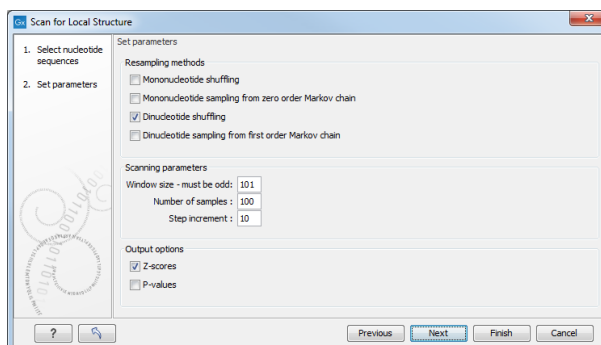 Gx Scan for Local Structure
1. Select nucleotide
sequences
2. Set parameters
Set parameters
Resampling methods
Mononucleotide shuffling
Mononucleotide sampling from zero order Markov chain
Dinucleotide shuffling
Dinucleotide sampling from first order Markov chain
Scanning parameters
Window size - must be odd: 101
Number of samples : 100
Step increment : 10
Output options
Z-scores
P-values
? Previous Next Finish Cancel